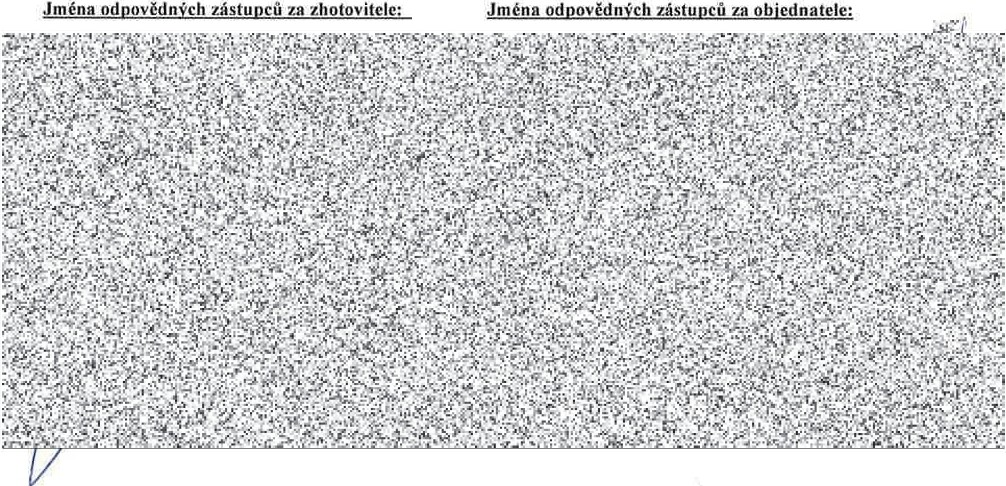 Jména odpovědných zástupců za zhotovitele: Jména odpovědných zástupců za objednatele: